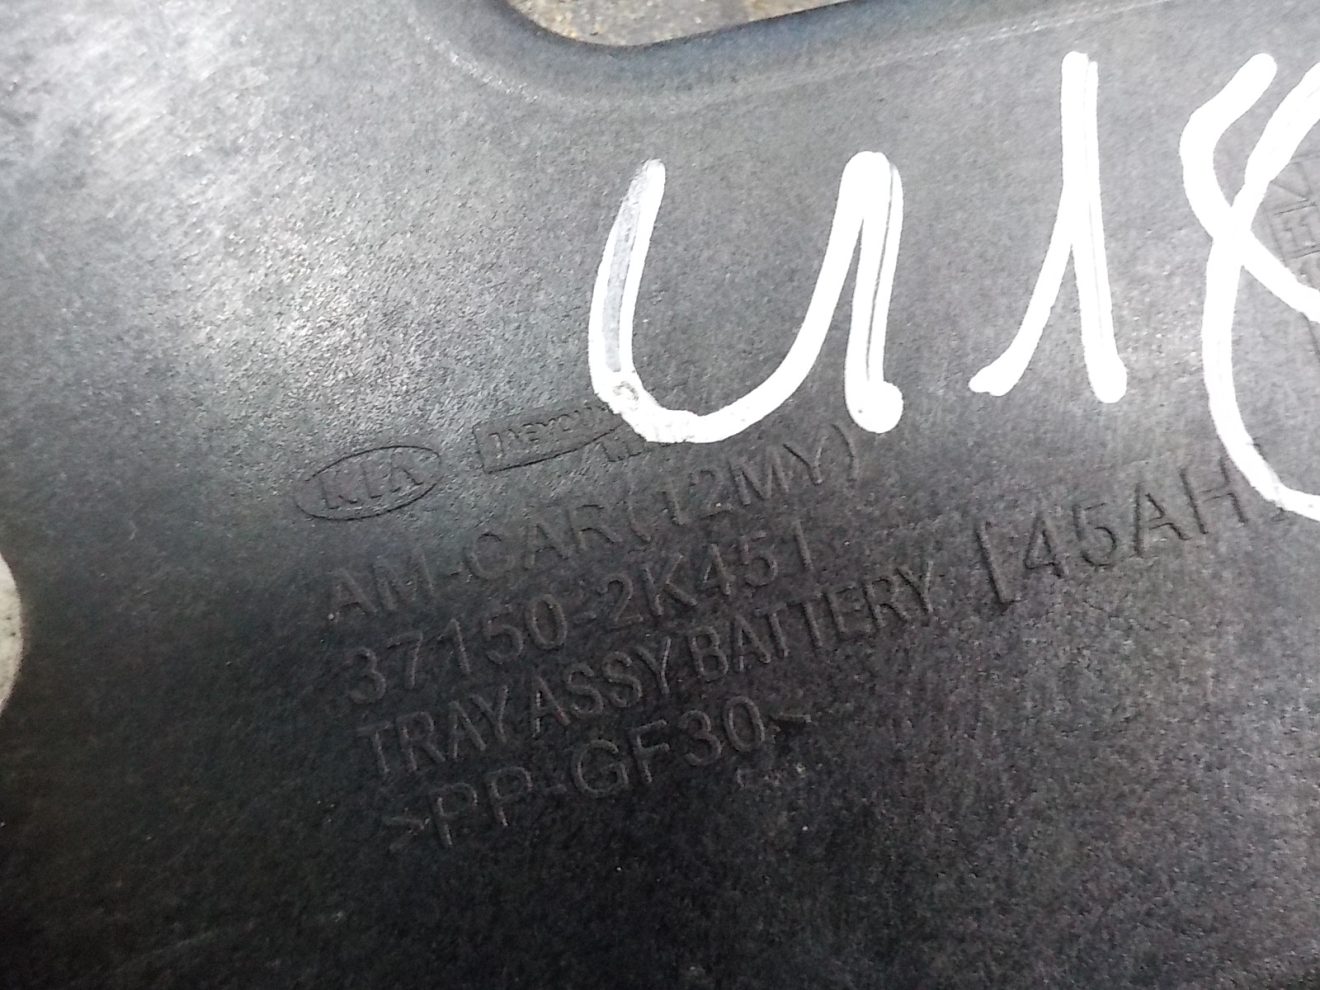 U18
KIA
AM-CAR(12MY)
37150-2K451
TRAY ASSY BATTERY [45AH]
>PP-GF30<